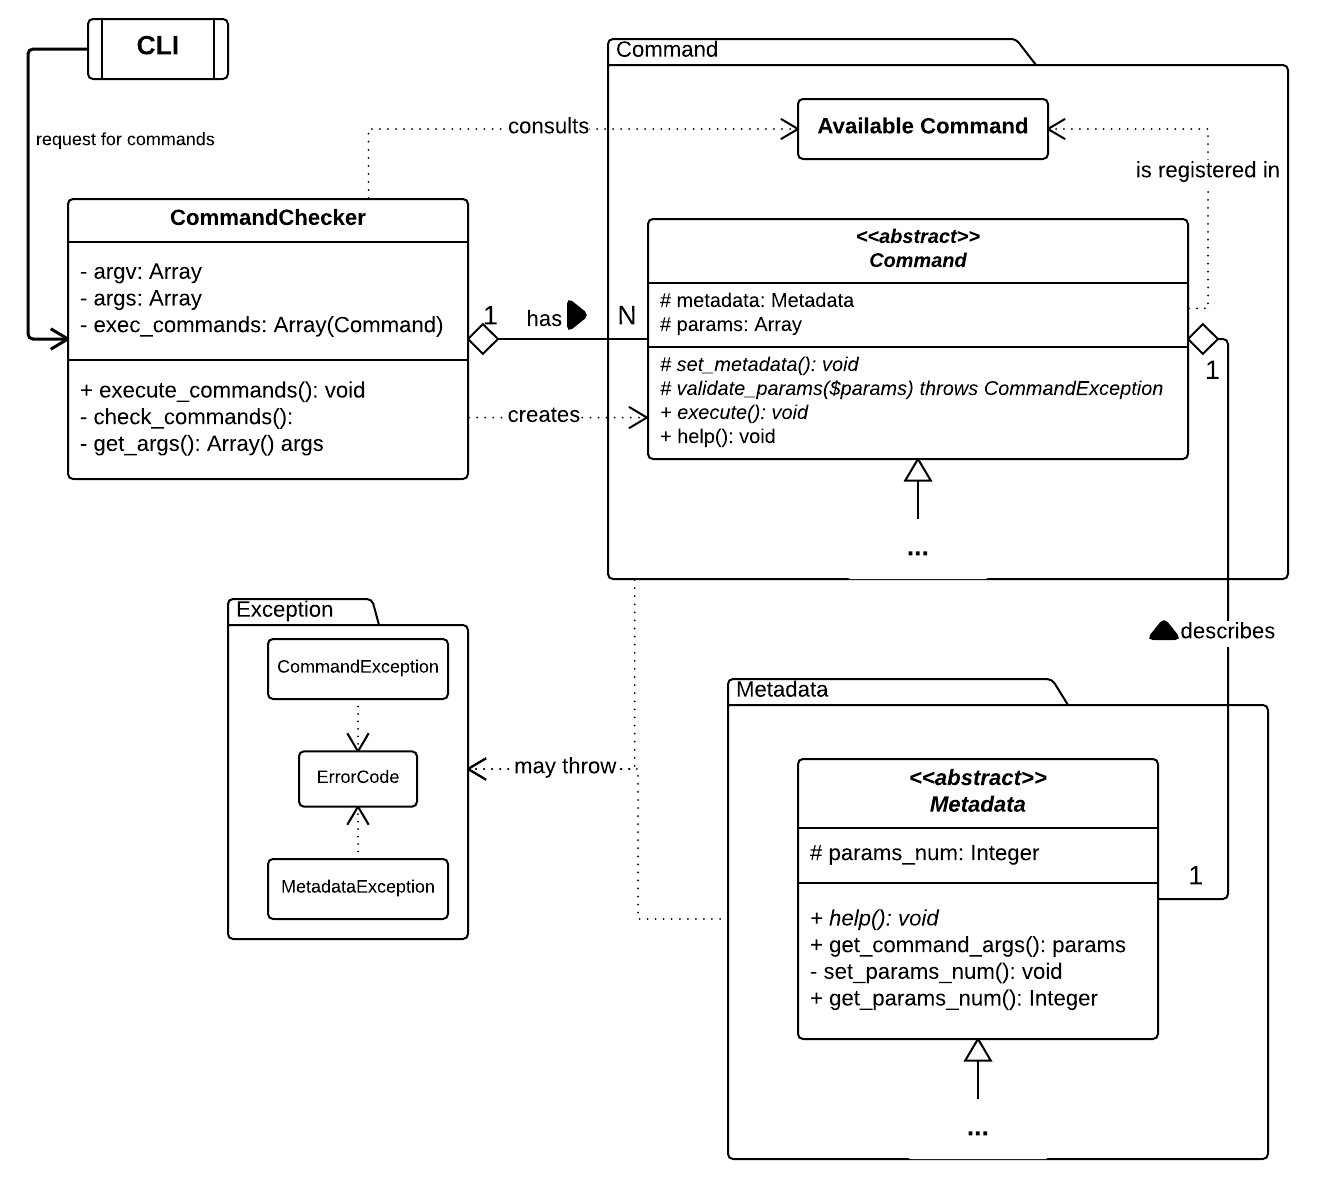 CLI
request for commands
Command
consults
Available Command
is registered in
CommandChecker
- argv: Array
- args: Array
- exec_commands: Array(Command)
+ execute_commands(): void
- check_commands():
- get_args(): Array() args
1
has
N
<<abstract>>
Command
# metadata: Metadata
# params: Array
# set_metadata(): void
# validate_params($params) throws CommandException
+ execute(): void
+ help(): void
1
creates
...
Exception
CommandException
ErrorCode
MetadataException
may throw
describes
Metadata
<<abstract>>
Metadata
# params_num: Integer
1
+ help(): void
+ get_command_args(): params
- set_params_num(): void
+ get_params_num(): Integer
...